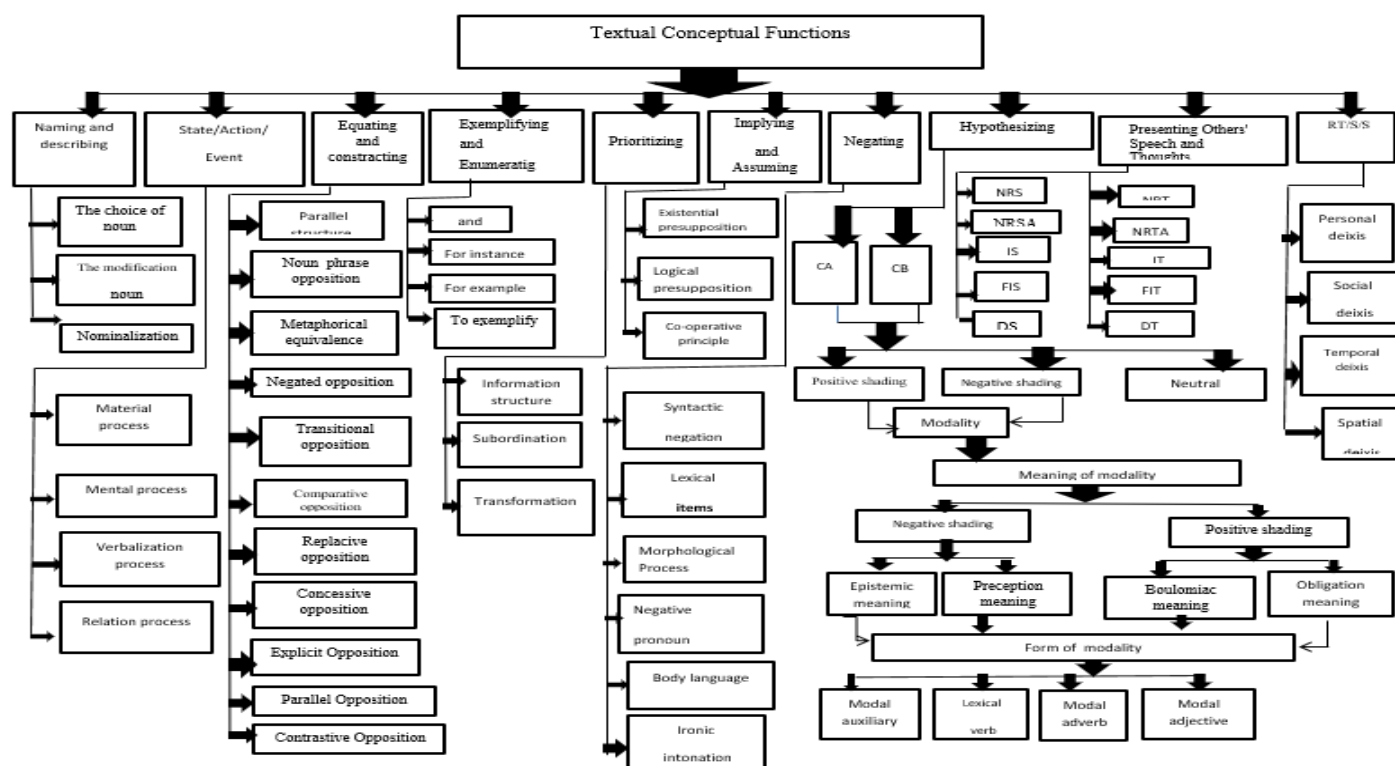 Textual Conceptual Functions
Naming and
describing
State/Action/
Event
Equating
and
constracting
Exemplifying
and
Enumeratig
Prioritizing
Implying
and Assuming
Negating
Hypothesizing
Presenting Others'
Speech and
Thoughts
RT/S/S
The choice of
noun
The modification
noun
Nominalization
Material
process
Mental process
Verbalization
process
Relation process
Parallel
structure
Noun phrase
opposition
Metaphorical
equivalence
Negated opposition
Transitional
opposition
Comparative
opposition
Replacive
opposition
Concessive
opposition
Explicit Opposition
Parallel Opposition
Contrastive Opposition
and
For instance
For example
To exemplify
Information
structure
Subordination
Transformation
Existential
presupposition
Logical
presupposition
Co-operative
principle
Syntactic
negation
Lexical
items
Morphological
Process
Negative
pronoun
Body language
Ironic
intonation
CA
CB
NRS
NRSA
IS
FIS
DS
NRT
NRTA
IT
FIT
DT
Personal
deixis
Social
deixis
Temporal
deixis
Spatial
deixis
Positive shading
Negative shading
Neutral
Modality
Meaning of modality
Negative shading
Positive shading
Epistemic
meaning
Preception
meaning
Boulomiac
meaning
Obligation
meaning
Form of modality
Modal
auxiliary
Lexical
verb
Modal
adverb
Modal
adjective